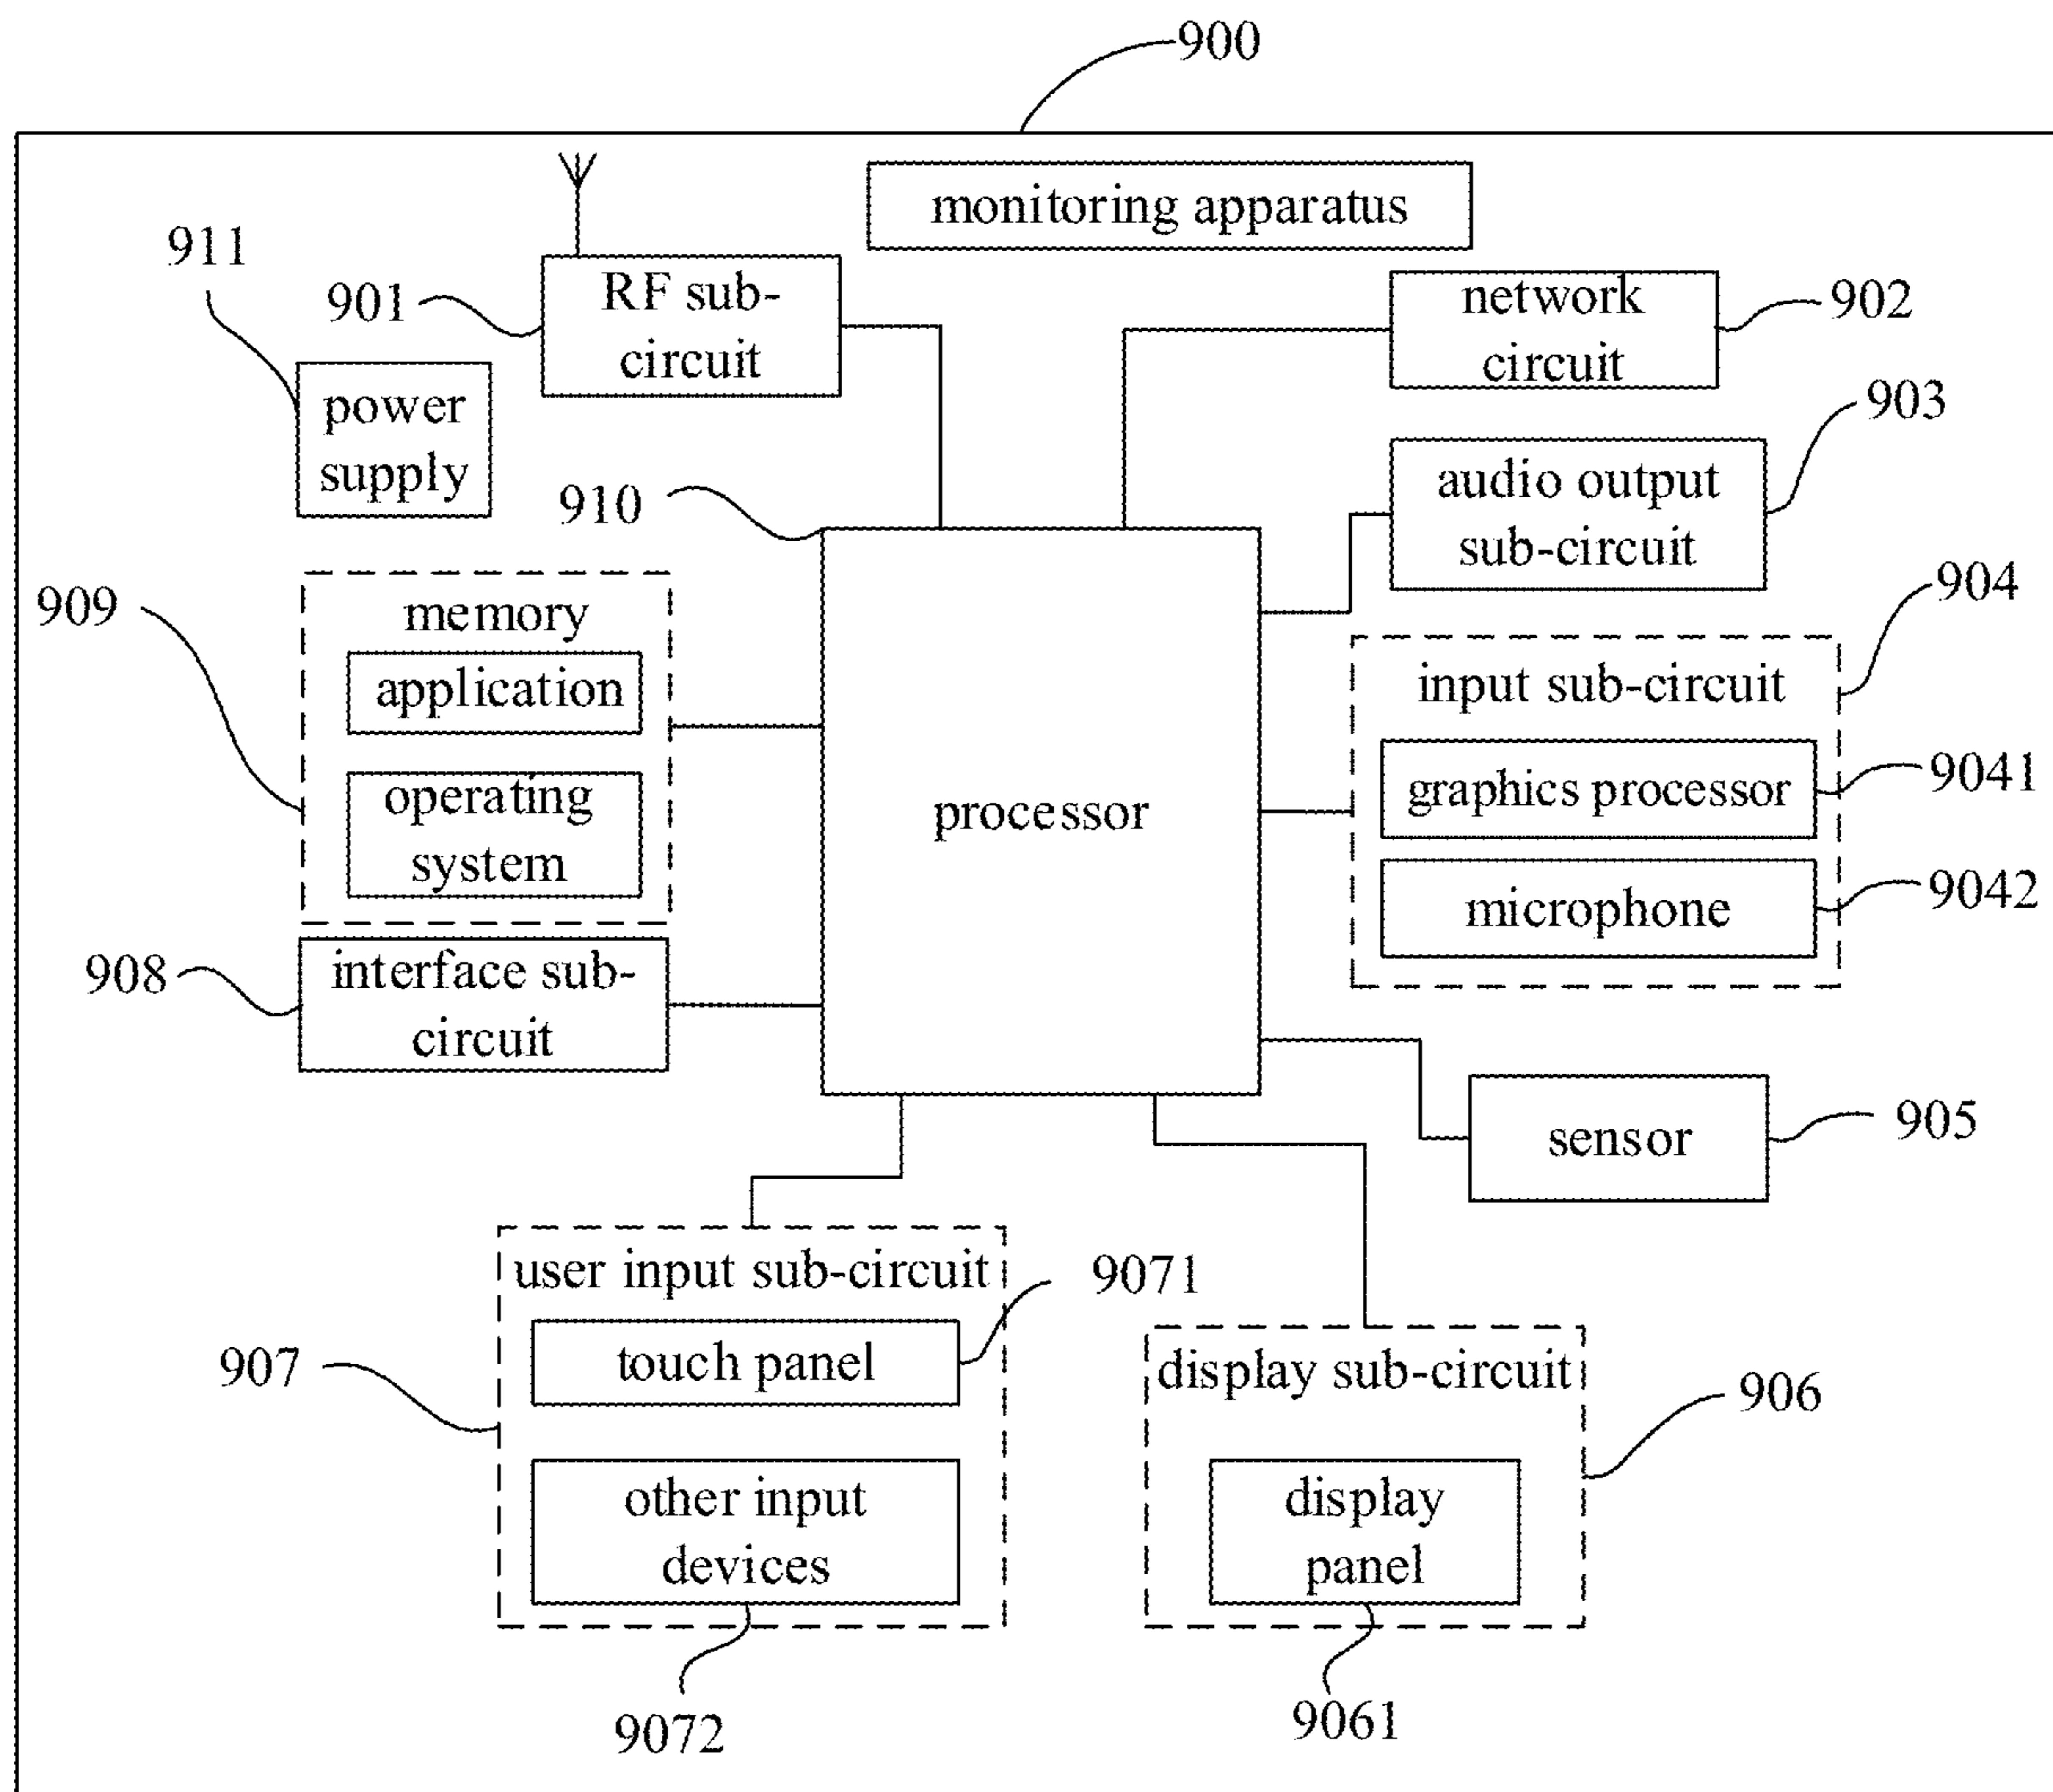 900
monitoring apparatus
911
901
RF sub-
circuit
network
circuit
902
power
supply
903
audio output
sub-circuit
910
909
memory
application
operating
system
904
input sub-circuit
graphics processor
9041
microphone
9042
processor
908
interface sub-
circuit
sensor
905
user input sub-circuit
9071
touch panel
907
other input
devices
9072
display sub-circuit
906
display
panel
9061